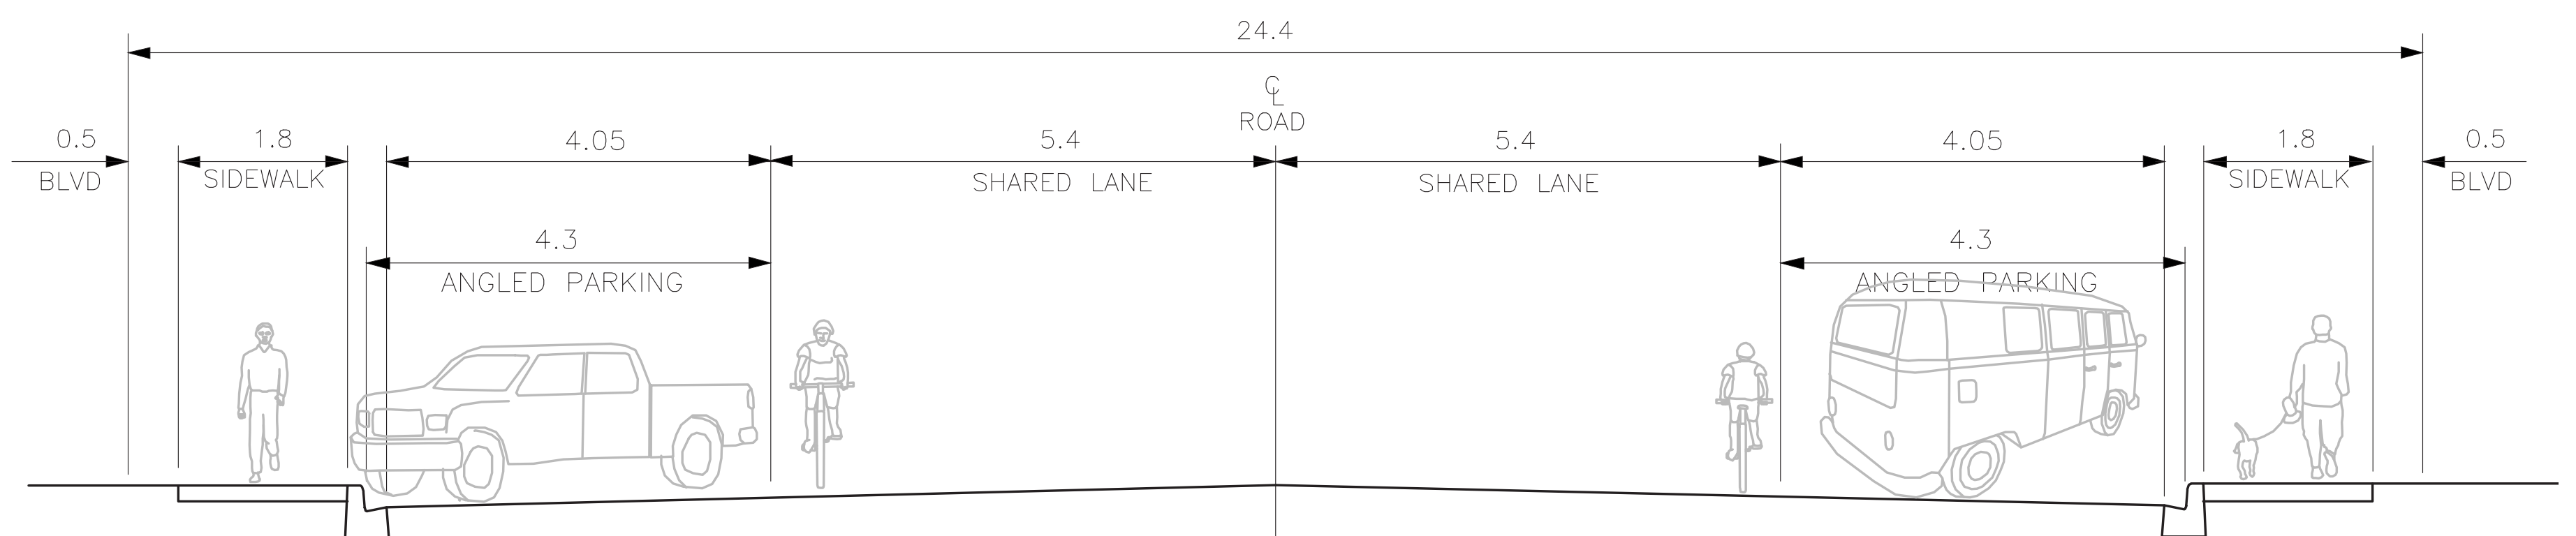 24.4
℄
ROAD
0.5
1.8
4.05
5.4
5.4
4.05
1.8
0.5
BLVD
SIDEWALK
SHARED LANE
SHARED LANE
SIDEWALK
BLVD
4.3
4.3
ANGLED PARKING
ANGLED PARKING